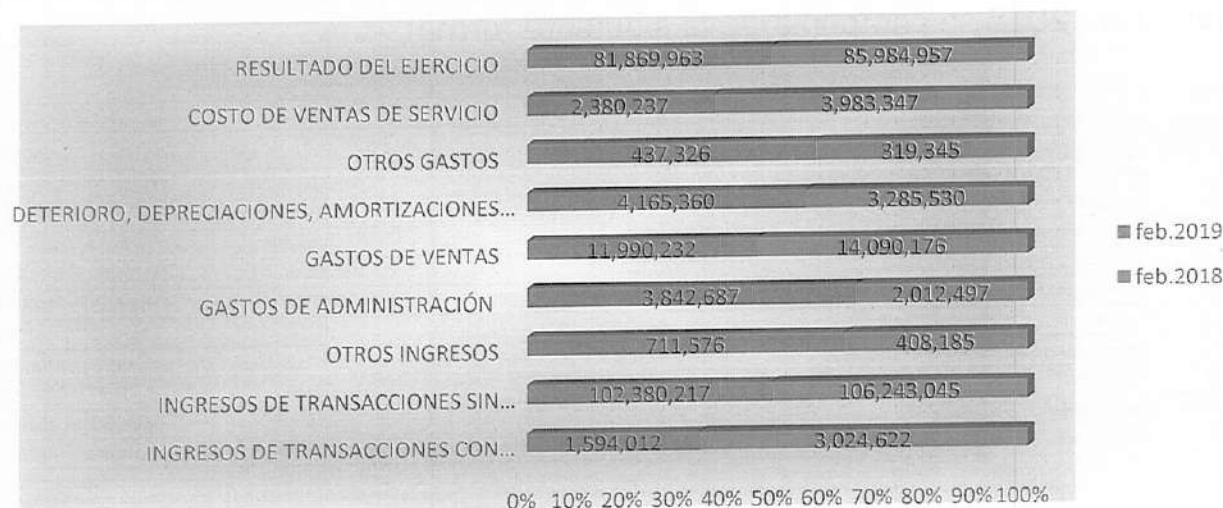 RESULTADO DEL EJERCICIO 81,869,963 85,984,957
COSTO DE VENTAS DE SERVICIO 2,380,237 3,983,347
OTROS GASTOS 437,326 319,345
DETERIORO, DEPRECIACIONES, AMORTIZACIONES... 4,165,360 3,285,530
GASTOS DE VENTAS 11,990,232 14,090,176
GASTOS DE ADMINISTRACIÓN 3,842,687 2,012,497
OTROS INGRESOS 711,576 408,185
INGRESOS DE TRANSACCIONES SIN... 102,380,217 106,243,045
INGRESOS DE TRANSACCIONES CON... 1,594,012 3,024,622
0% 10% 20% 30% 40% 50% 60% 70% 80% 90% 100%
feb.2019
feb.2018